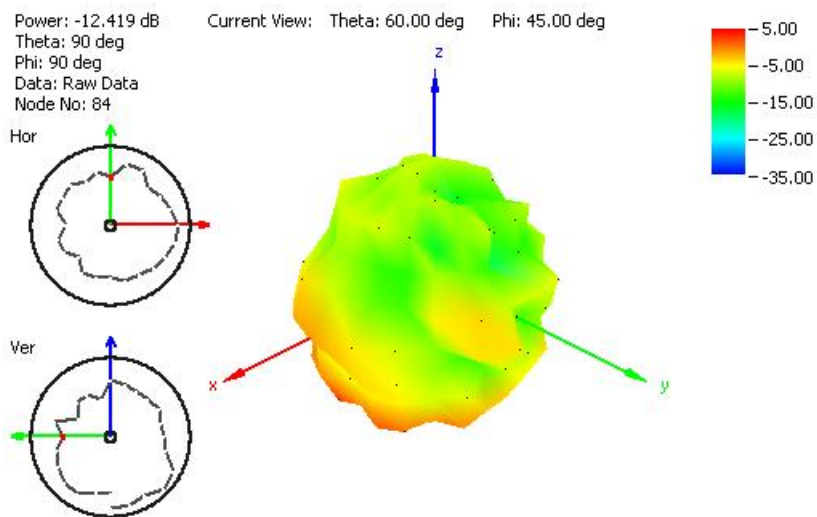 Power: -12.419 dB
Theta: 90 deg
Phi: 90 deg
Data: Raw Data
Node No: 84
Current View: Theta: 60.00 deg Phi: 45.00 deg
Hor
Ver
z
x
y
5.00
-5.00
-15.00
-25.00
-35.00